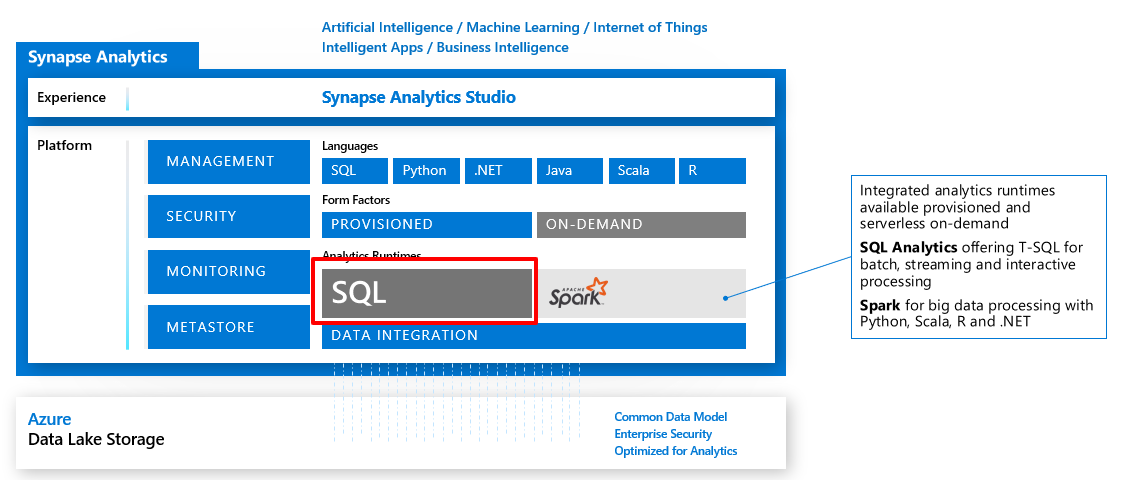 Artificial Intelligence / Machine Learning / Internet of Things
Intelligent Apps / Business Intelligence
Synapse Analytics
Experience
Synapse Analytics Studio
Platform
MANAGEMENT
SECURITY
MONITORING
METASTORE
Languages
SQL
Python
.NET
Java
Scala
R
Form Factors
PROVISIONED
ON-DEMAND
Analytics Runtimes
SQL
APACHE
Spark
DATA INTEGRATION
Integrated analytics runtimes
available provisioned and
serverless on-demand
SQL Analytics offering T-SQL for
batch, streaming and interactive
processing
Spark for big data processing with
Python, Scala, R and .NET
Azure
Data Lake Storage
Common Data Model
Enterprise Security
Optimized for Analytics